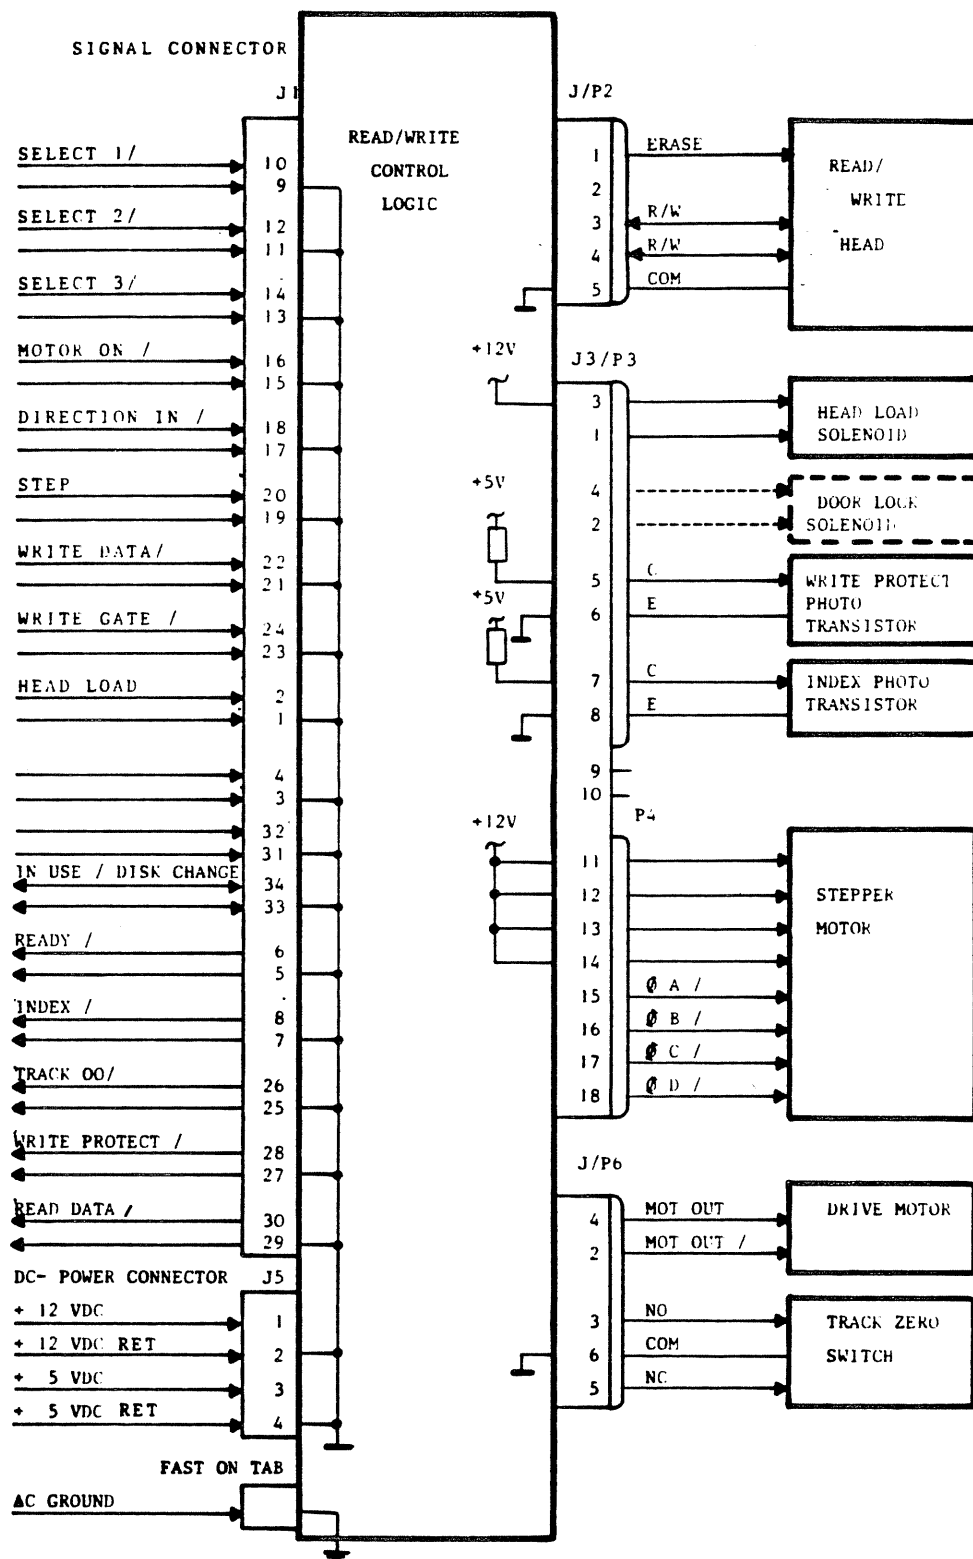 SIGNAL CONNECTOR
J1
READ/WRITE
CONTROL
LOGIC
SELECT 1/
10
9
SELECT 2/
12
11
SELECT 3/
14
13
MOTOR ON /
16
15
DIRECTION IN /
18
17
STEP
20
19
WRITE DATA/
22
21
WRITE GATE /
24
23
HEAD LOAD
2
1
4
3
32
31
IN USE / DISK CHANGE
34
33
READY /
6
5
INDEX /
8
7
TRACK OO/
26
25
WRITE PROTECT /
28
27
READ DATA /
30
29
DC- POWER CONNECTOR
J5
+ 12 VDC
1
+ 12 VDC RET
2
+ 5 VDC
3
+ 5 VDC RET
4
FAST ON TAB
AC GROUND
J/P2
1
ERASE
2
3
R/W
4
R/W
5
COM
READ/
WRITE
HEAD
+12V
J3/P3
3
1
HEAD LOAD
SOLENOID
+5V
4
2
DOOR LOCK
SOLENOID
+5V
5
C
6
E
WRITE PROTECT
PHOTO
TRANSISTOR
7
C
8
E
INDEX PHOTO
TRANSISTOR
9
10
P4
+12V
11
12
13
14
15
Ø A /
16
Ø B /
17
Ø C /
18
Ø D /
STEPPER
MOTOR
J/P6
4
MOT OUT
2
MOT OUT /
DRIVE MOTOR
3
NO
6
COM
5
NC
TRACK ZERO
SWITCH